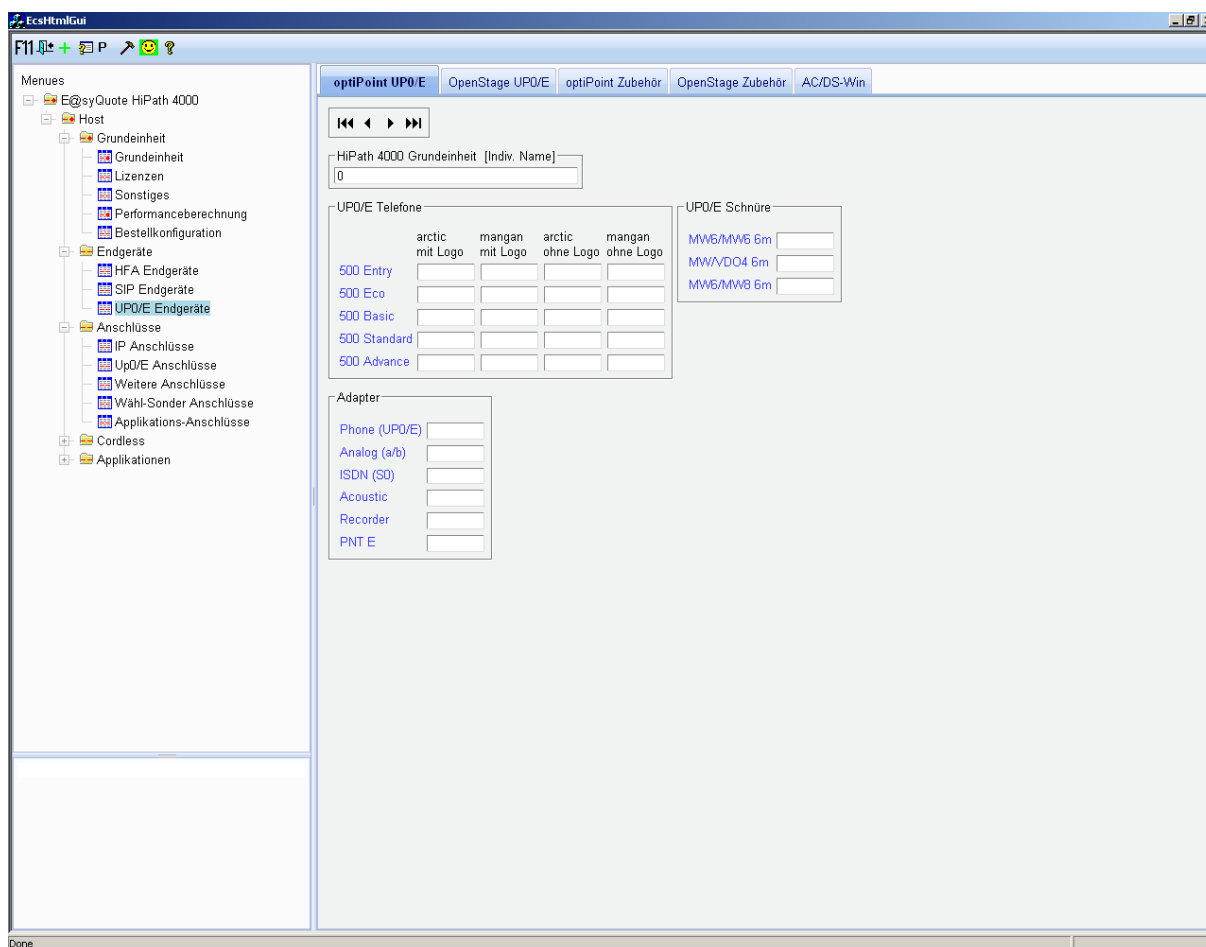 EcsHtmlGui
F11 P ?
Menues
E@syQuote HiPath 4000
Host
Grundeinheit
Grundeinheit
Lizenzen
Sonstiges
Performanceberechnung
Bestellkonfiguration
Endgeräte
HFA Endgeräte
SIP Endgeräte
UP0/E Endgeräte
Anschlüsse
IP Anschlüsse
Up0/E Anschlüsse
Weitere Anschlüsse
Wähl-Sonder Anschlüsse
Applikations-Anschlüsse
Cordless
Applikationen
optiPoint UP0/E OpenStage UP0/E optiPoint Zubehör OpenStage Zubehör AC/DS-Win
HiPath 4000 Grundeinheit [Indiv. Name]
0
UP0/E Telefone
arctic mangan arctic mangan
mit Logo mit Logo ohne Logo ohne Logo
500 Entry
500 Eco
500 Basic
500 Standard
500 Advance
UP0/E Schnüre
MW6/MW6 6m
MW/VDO4 6m
MW6/MW8 6m
Adapter
Phone (UP0/E)
Analog (a/b)
ISDN (S0)
Acoustic
Recorder
PNT E
Done